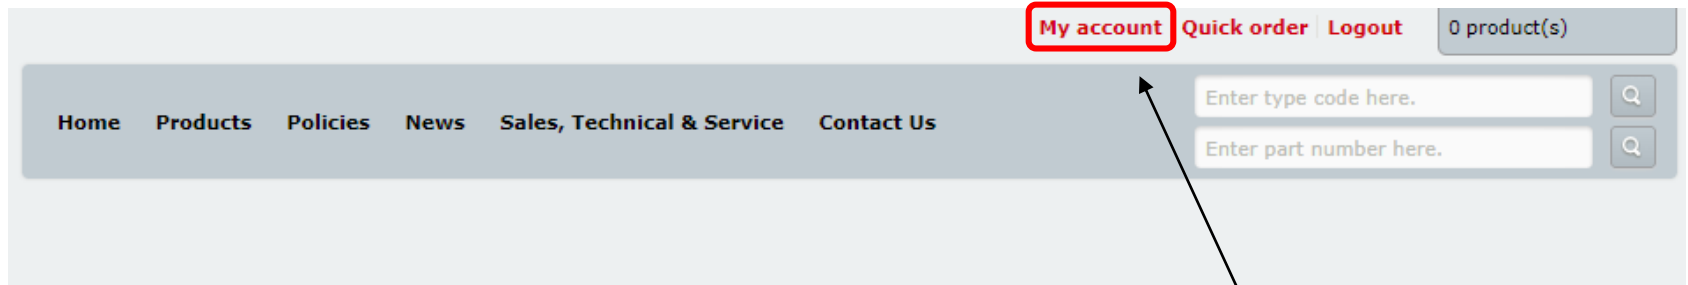 My account Quick order Logout 0 product(s)
Enter type code here.
Home Products Policies News Sales, Technical & Service Contact Us
Enter part number here.